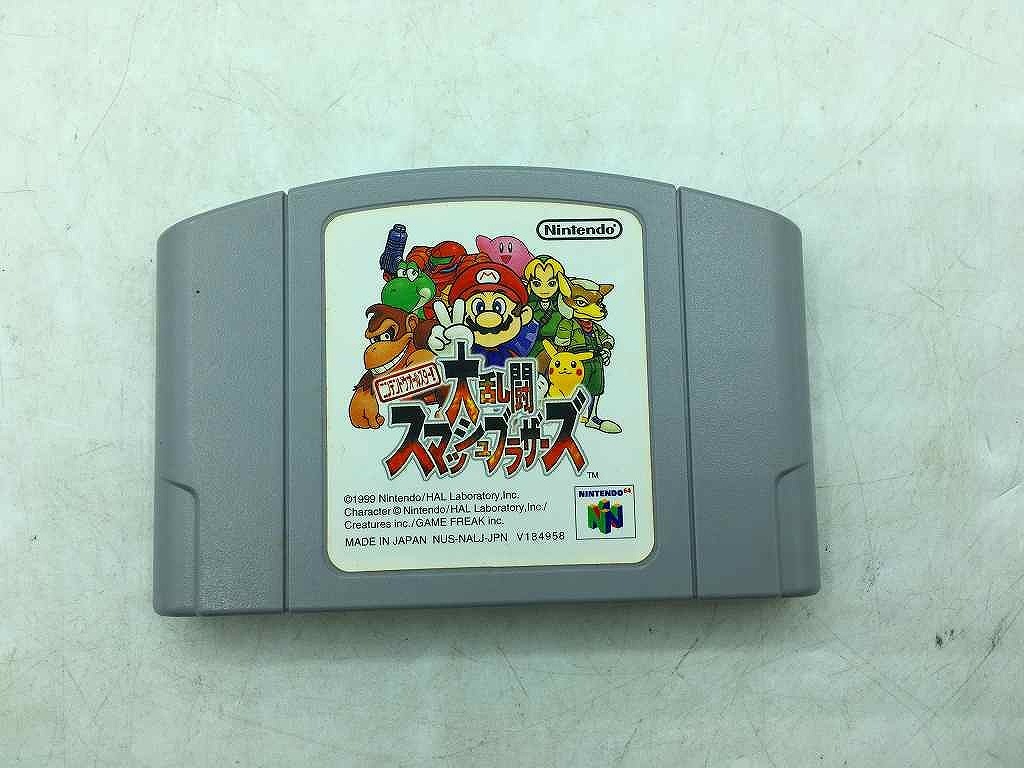 Nintendo®
M
ニンテンドウオールスター!
大乱闘
スマッシュブラザーズ
TM
©1999 Nintendo/HAL Laboratory,Inc.
Character © Nintendo/HAL Laboratory,Inc./
Creatures inc./GAME FREAK inc.
MADE IN JAPAN NUS-NALJ-JPN V184958
NINTENDO64
N